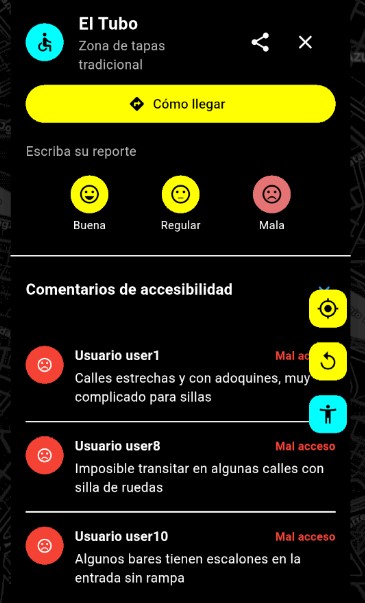 El Tubo
Zona de tapas
tradicional
Cómo llegar
Escriba su reporte
Buena
Regular
Mala
Comentarios de accesibilidad
Usuario user1
Mal
Calles estrechas y con adoquines, muy
complicado para sillas
Usuario user8
Mal acceso
Imposible transitar en algunas calles con
silla de ruedas
Usuario user10
Mal acceso
Algunos bares tienen escalones en la
entrada sin rampa